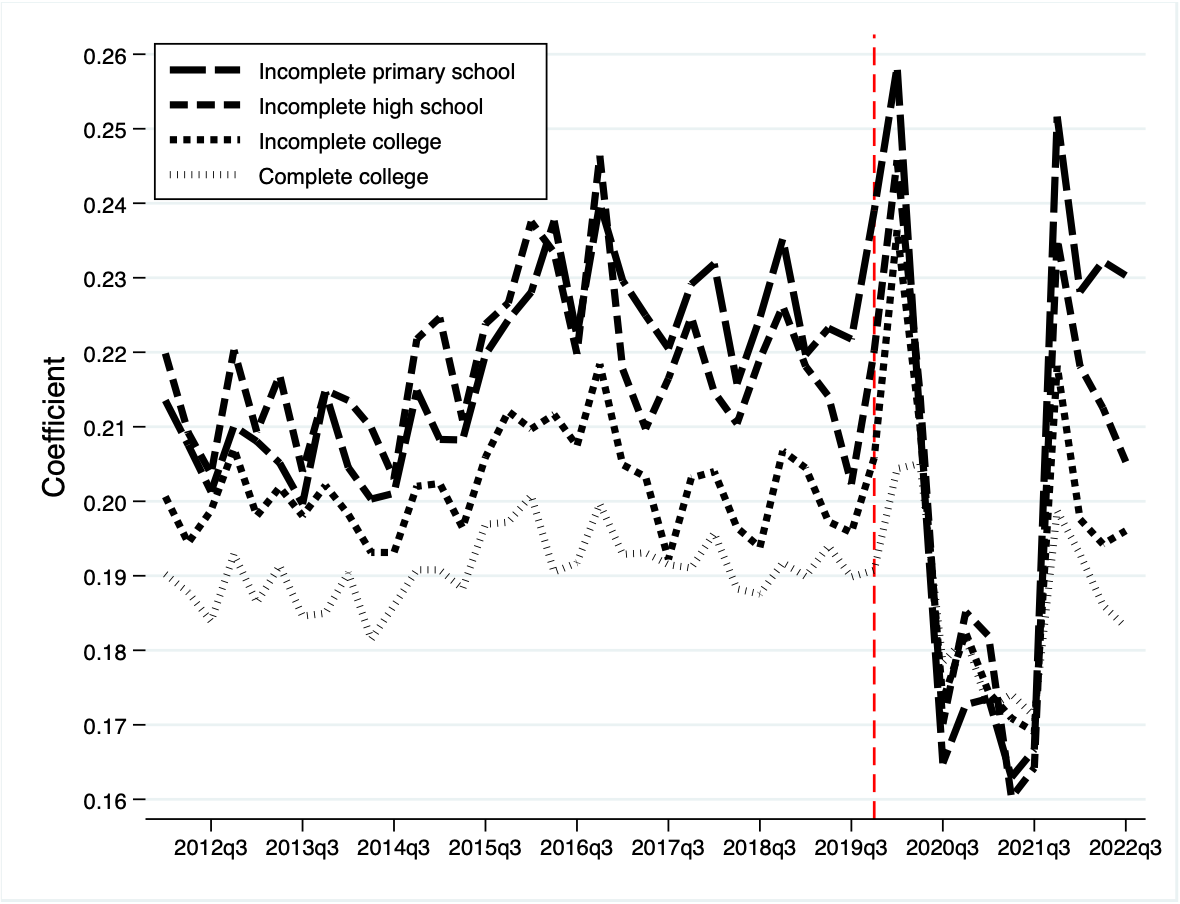 0.26
Incomplete primary school
Incomplete high school
0.25
Incomplete college
Complete college
0.24
0.23
0.22
Coefficient
0.21
0.20
0.19
0.18
0.17
0.16
2012q3 2013q3 2014q3 2015q3 2016q3 2017q3 2018q3 2019q3 2020q3 2021q3 2022q3